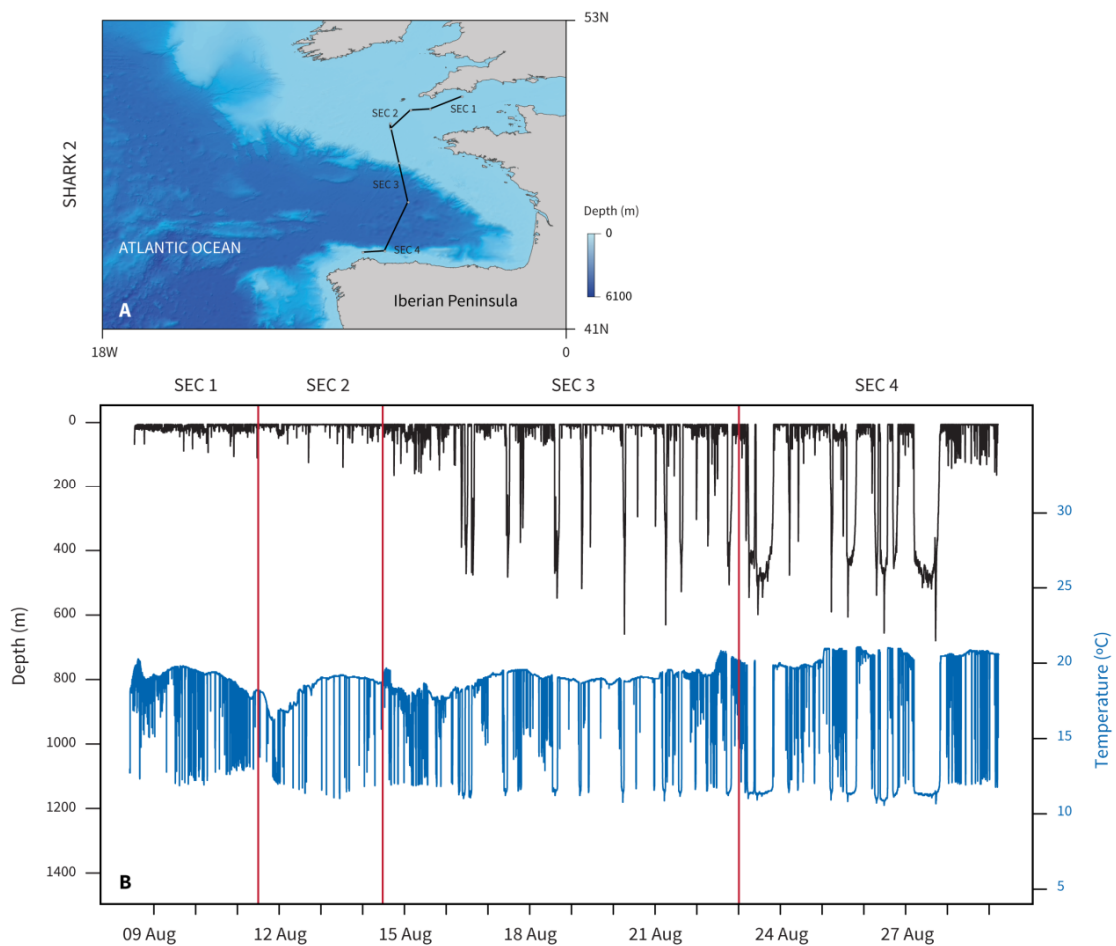 53N
SEC 2
SEC 1
SEC 3
SHARK 2
Depth (m)
0
ATLANTIC OCEAN
SEC 4
6100
A
Iberian Peninsula
41N
18W
0
SEC 1
SEC 2
SEC 3
SEC 4
0
200
400
600
800
1000
1200
1400
Depth (m)
30
25
20
15
10
5
Temperature (ºC)
B
09 Aug
12 Aug
15 Aug
18 Aug
21 Aug
24 Aug
27 Aug